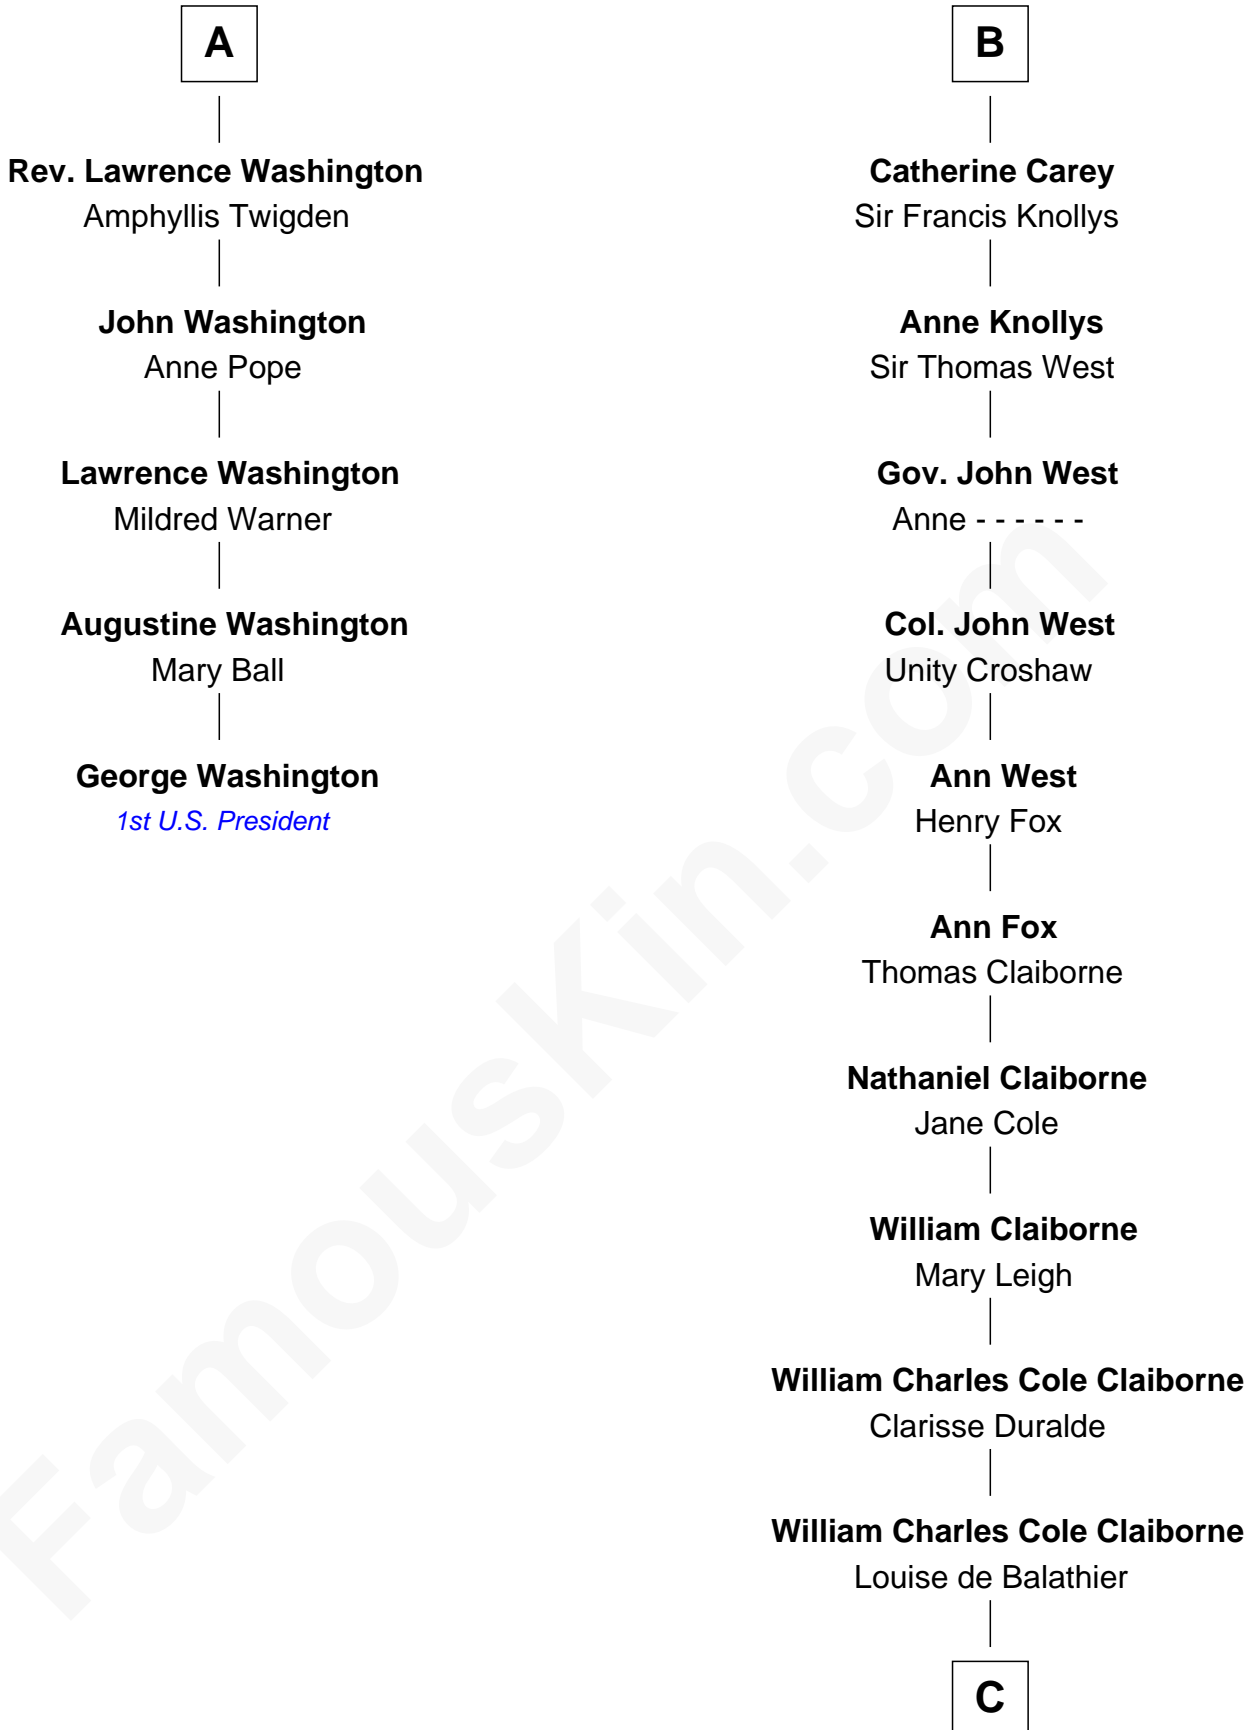 A
Rev. Lawrence Washington
Amphyllis Twigden
John Washington
Anne Pope
Lawrence Washington
Mildred Warner
Augustine Washington
Mary Ball
George Washington
1st U.S. President
B
Catherine Carey
Sir Francis Knollys
Anne Knollys
Sir Thomas West
Gov. John West
Anne - - - - - -
Col. John West
Unity Croshaw
Ann West
Henry Fox
Ann Fox
Thomas Claiborne
Nathaniel Claiborne
Jane Cole
William Claiborne
Mary Leigh
William Charles Cole Claiborne
Clarisse Duralde
William Charles Cole Claiborne
Louise de Balathier
C
FamousKin.com